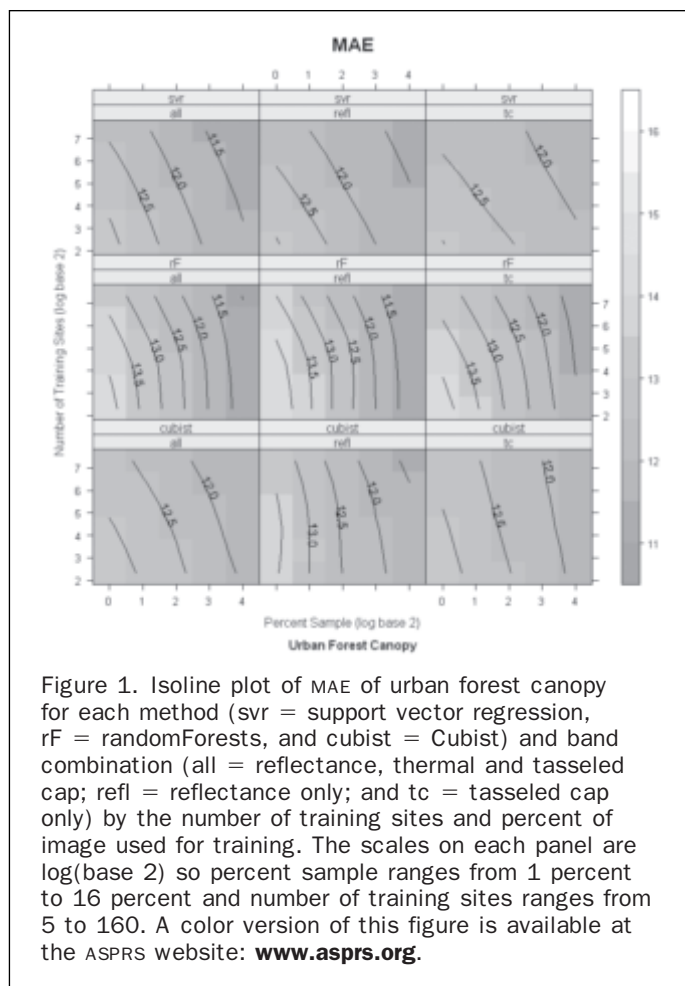 MAE
0 1 2 3 4
svr svr svr
all refl tc
7
6
5
4
3
2
12.5 12.0 11.5
12.5 12.0
12.5 12.0
rF rF rF
all refl tc
13.5 13.0 12.5 12.0 11.5
13.5 13.0 12.5 12.0 11.5
13.5 13.0 12.5 12.0
7
6
5
4
3
2
cubist cubist cubist
all refl tc
7
6
5
4
3
2
12.5 12.0
13.0 12.5 12.0
12.5 12.0
0 1 2 3 4
0 1 2 3 4
16
15
14
13
12
11
Number of Training Sites (log base 2)
Percent Sample (log base 2)
Urban Forest Canopy
Figure 1. Isoline plot of MAE of urban forest canopy
for each method (svr = support vector regression,
rF = randomForests, and cubist = Cubist) and band
combination (all = reflectance, thermal and tasseled
cap; refl = reflectance only; and tc = tasseled cap
only) by the number of training sites and percent of
image used for training. The scales on each panel are
log(base 2) so percent sample ranges from 1 percent
to 16 percent and number of training sites ranges from
5 to 160. A color version of this figure is available at
the ASPRS website: www.asprs.org.